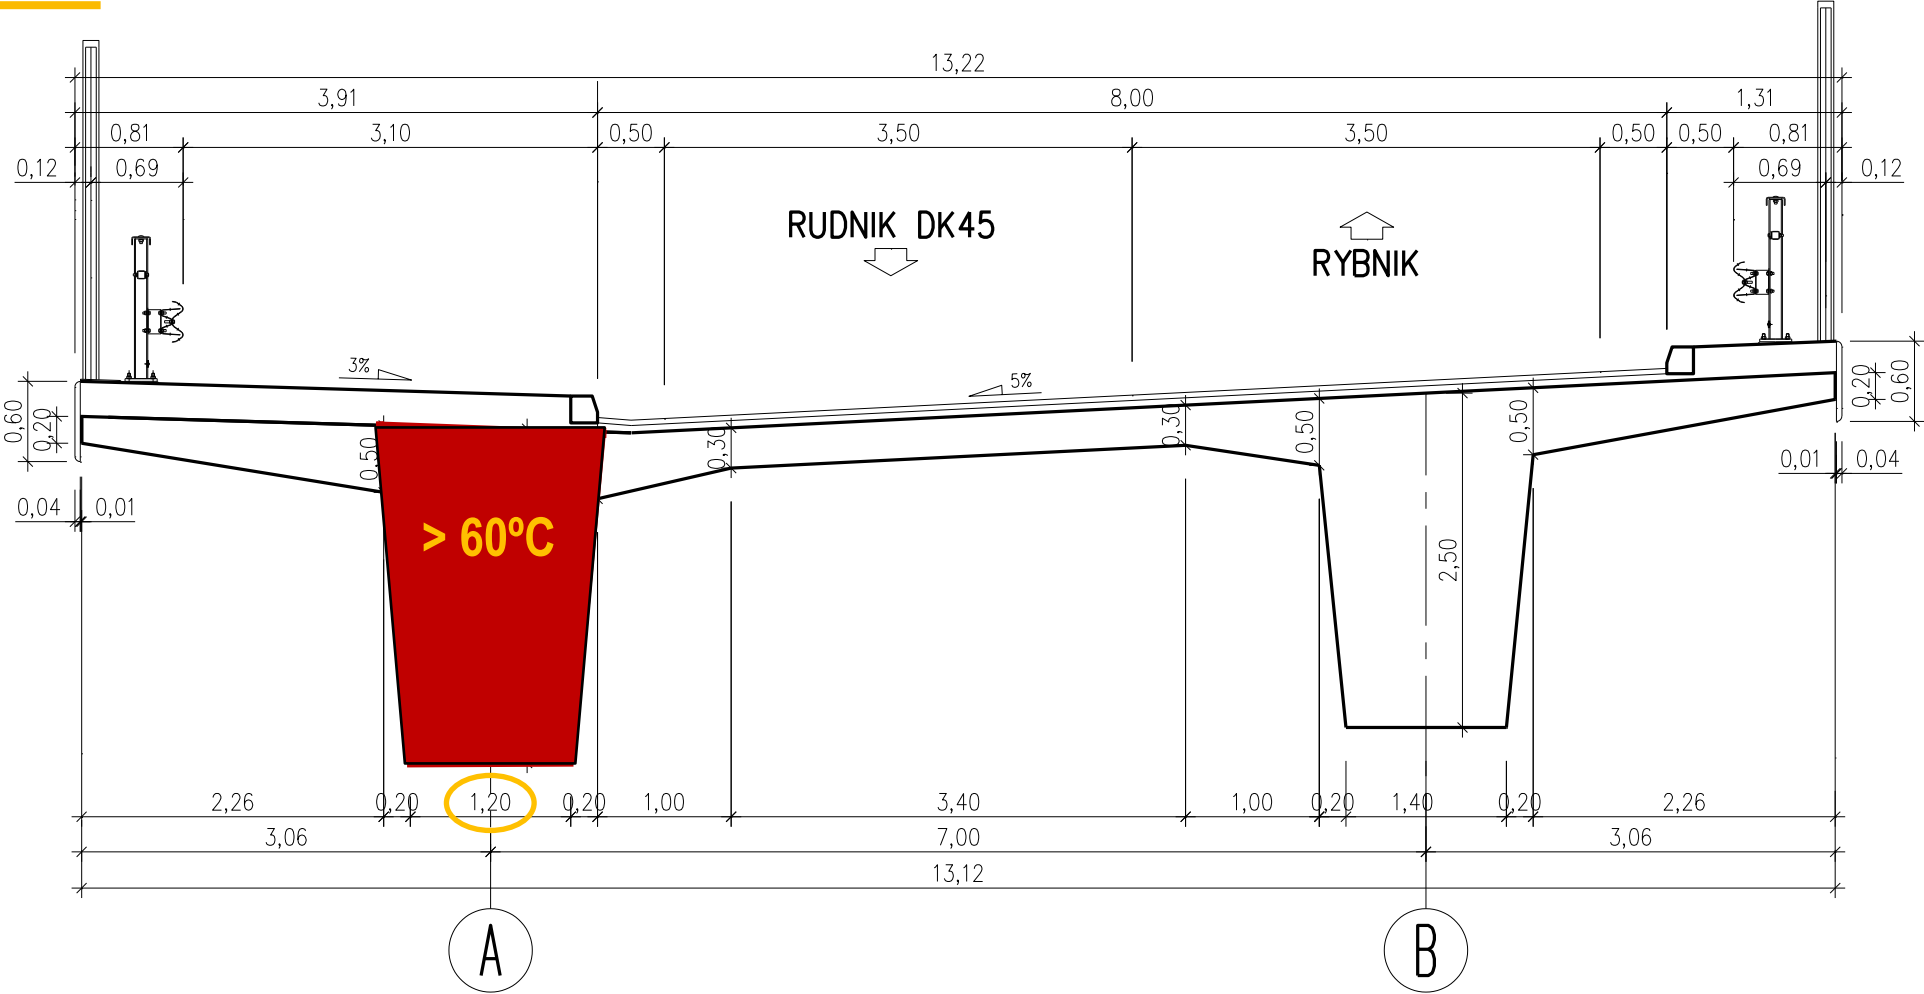 13,22
3,91 8,00 1,31
0,81 3,10 0,50 3,50 3,50 0,50 0,50 0,81
0,12 0,69 0,69 0,12
RUDNIK DK45
RYBNIK
3% 5%
0,60 0,20 0,50 0,30 0,30 0,50 0,50 0,20 0,60
0,04 0,01 0,01 0,04
> 60ºC
2,50
2,26 0,20 1,20 0,20 1,00 3,40 1,00 0,20 1,40 0,20 2,26
3,06 7,00 3,06
13,12
A B